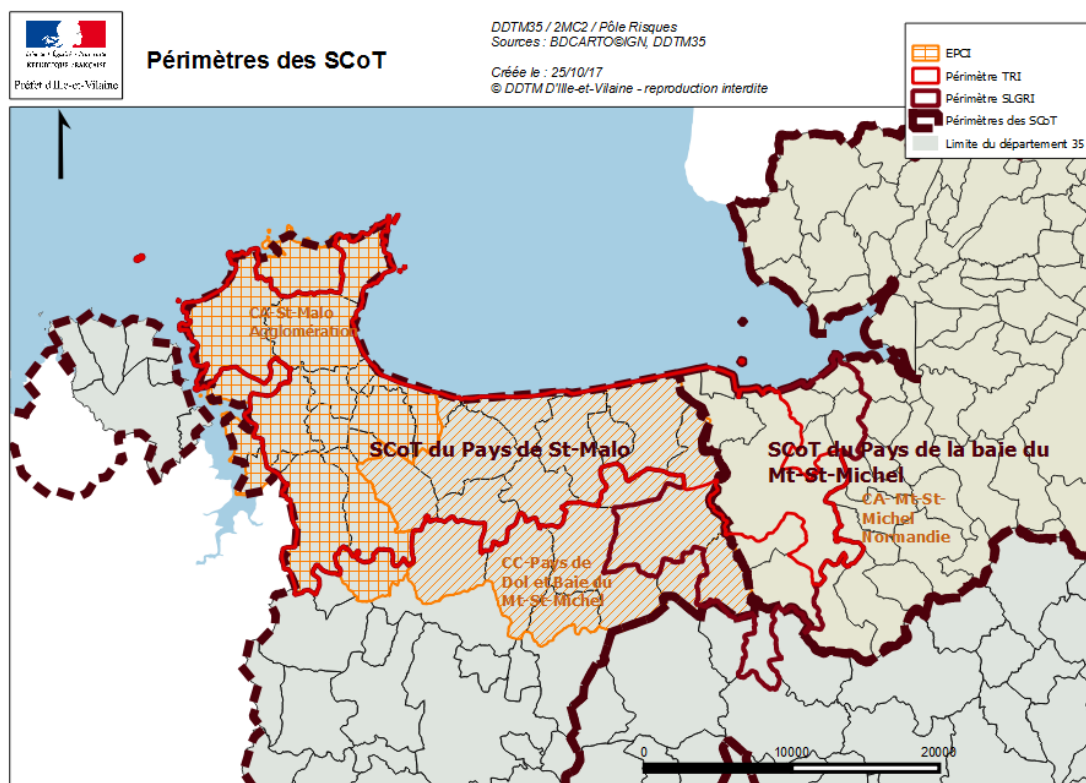 Liberté • Égalité • Fraternité
RÉPUBLIQUE FRANÇAISE
Préfet d'Ille-et-Vilaine
Périmètres des SCoT
DDTM35 / 2MC2 / Pôle Risques
Sources : BDCARTO©IGN, DDTM35
Créée le : 25/10/17
© DDTM D'Ille-et-Vilaine - reproduction interdite
EPCI
Périmètre TRI
Périmètre SLGRI
Périmètres des SCoT
Limite du département 35
CA-St-Malo
Agglomération
SCoT du Pays de St-Malo
SCoT du Pays de la baie du
Mt-St-Michel
CA- Mt-St-
Michel
Normandie
CC-Pays de
Dol et Baie du
Mt-St-Michel
0 10000 20000